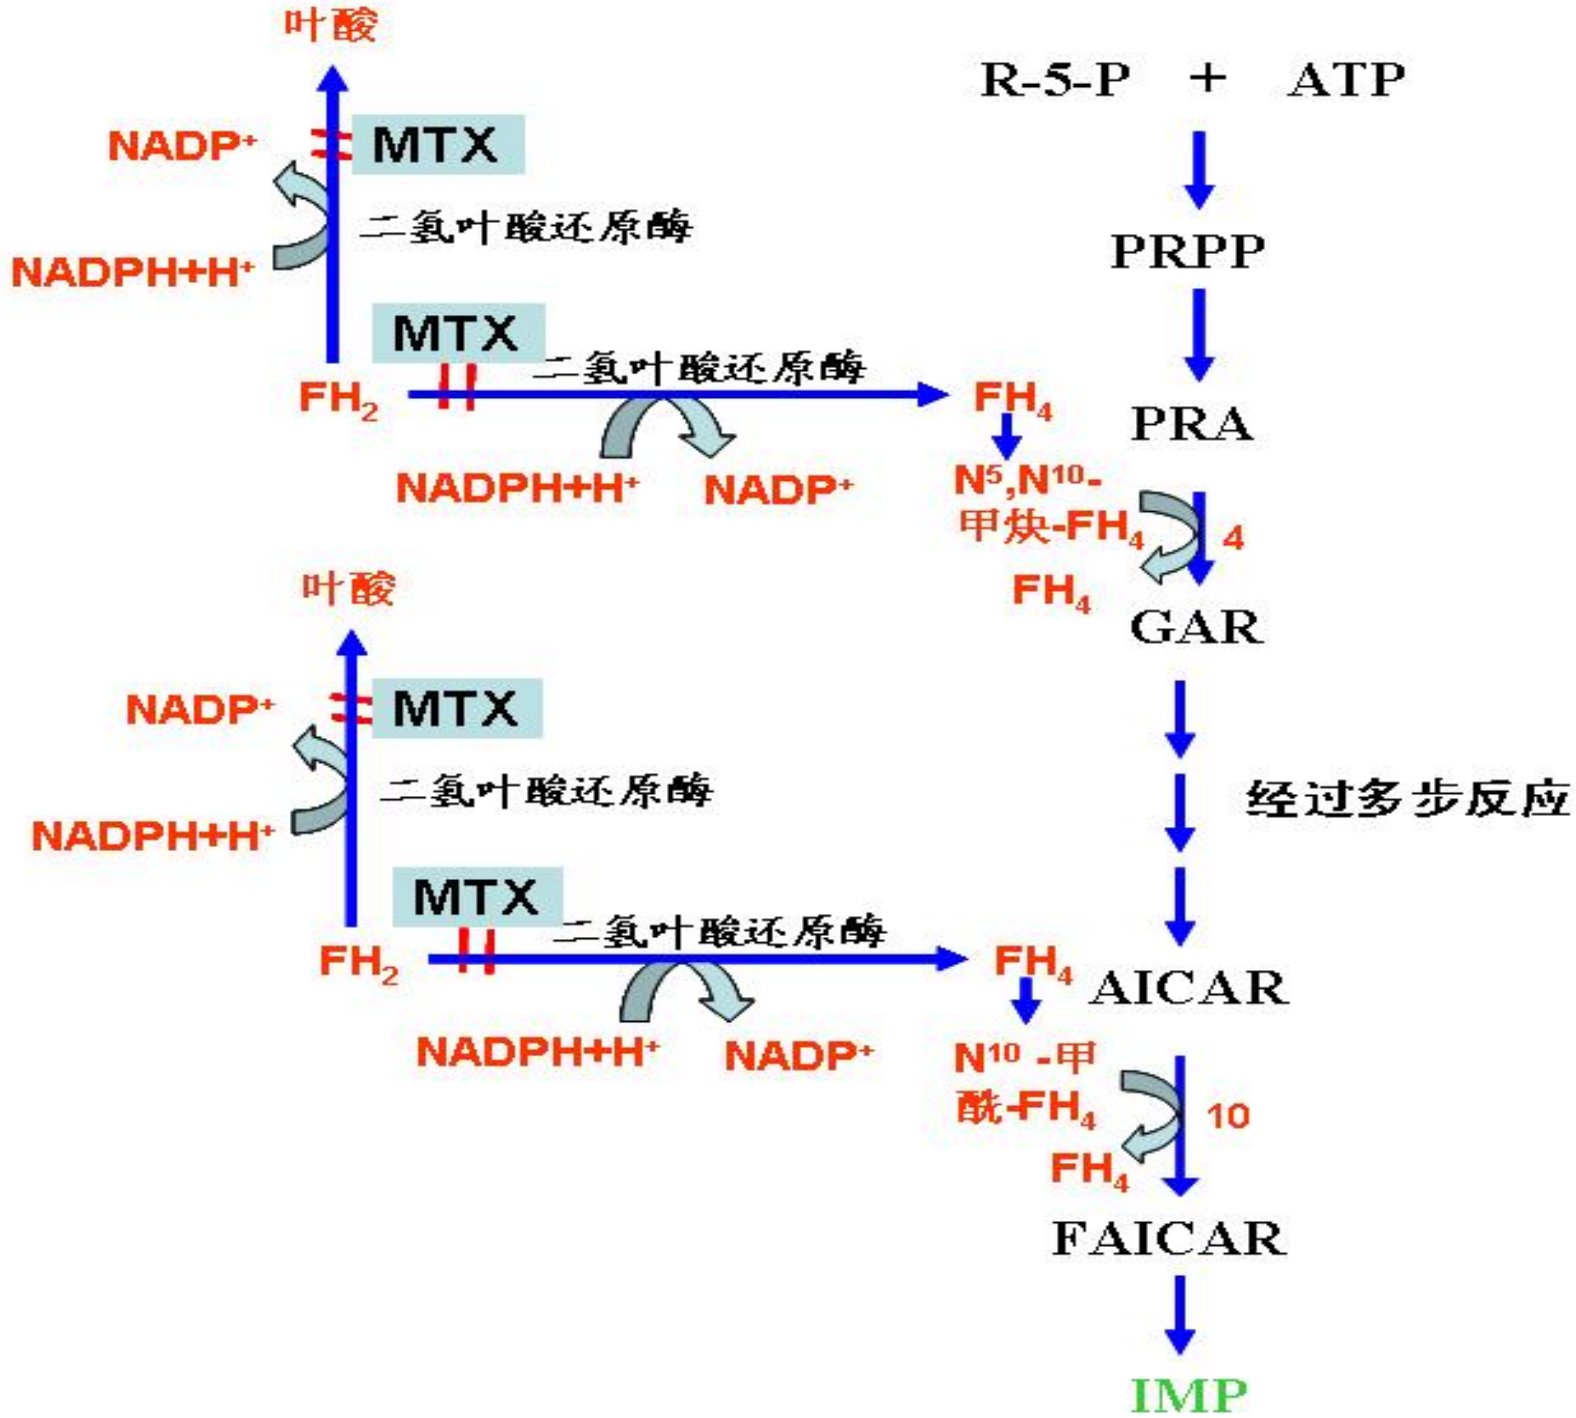 叶酸
R-5-P + ATP
NADP⁺
MTX
二氢叶酸还原酶
PRPP
NADPH+H⁺
MTX
二氢叶酸还原酶
FH₂
FH₄
PRA
NADPH+H⁺
NADP⁺
N⁵,N¹⁰-
甲炔-FH₄
4
FH₄
叶酸
GAR
NADP⁺
MTX
二氢叶酸还原酶
经过多步反应
NADPH+H⁺
MTX
二氢叶酸还原酶
FH₂
FH₄
AICAR
NADPH+H⁺
NADP⁺
N¹⁰ -甲
酰-FH₄
10
FH₄
FAICAR
IMP